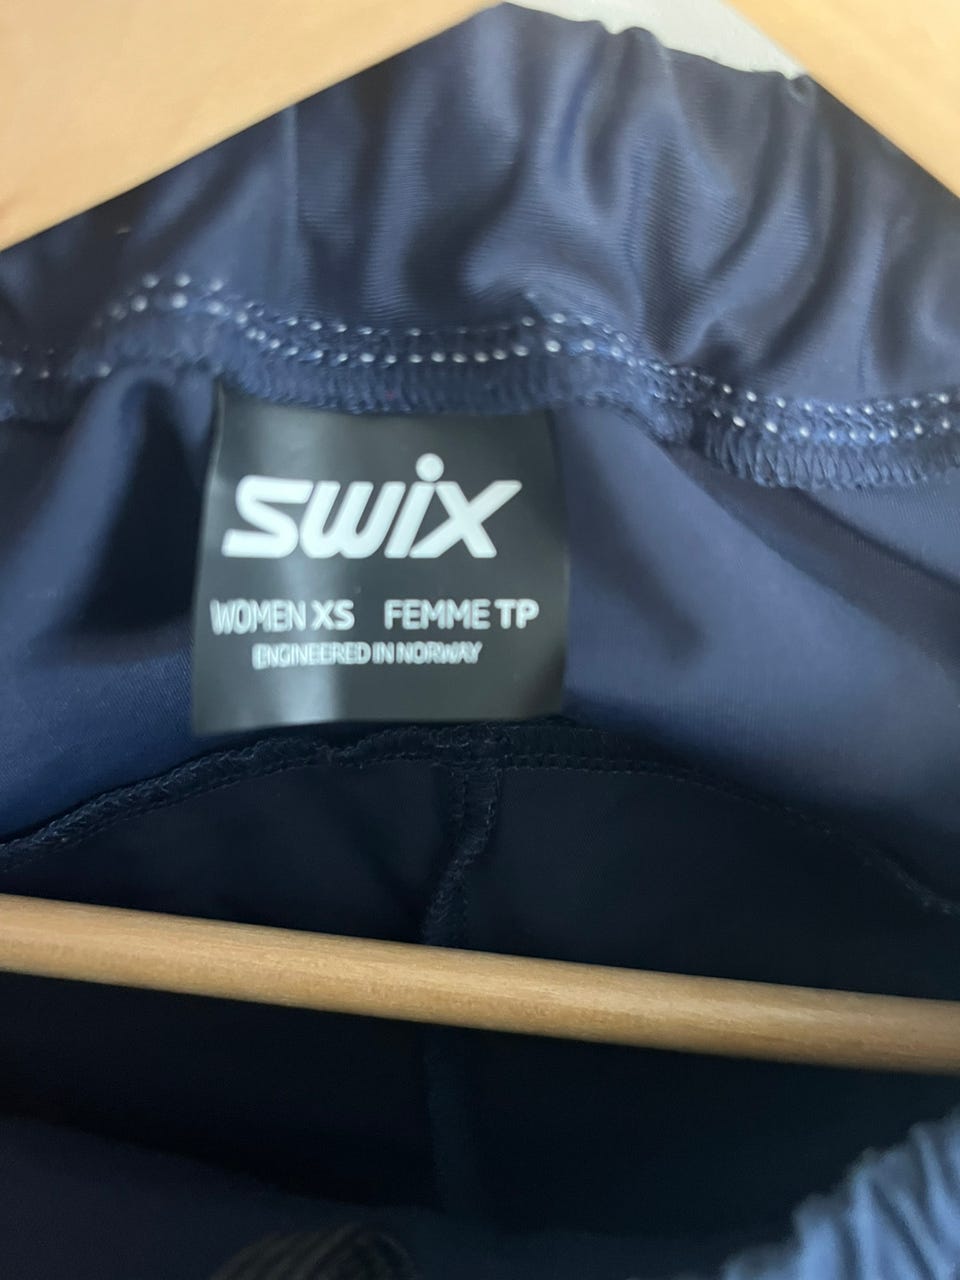 swix
WOMEN XS FEMME TP
ENGINEERED IN NORWAY